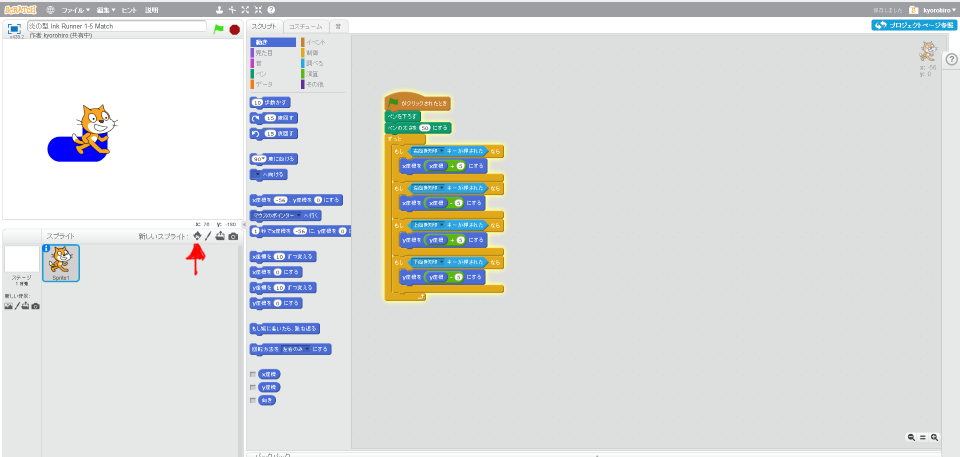 SCRATCH ファイル▼ 編集▼ ヒント 説明
保存しました kyorohiro▼
炎の型 Ink Runner 1-5 Match
作者 kyorohiro (共有中)
v439.2
スクリプト コスチューム 音
プロジェクトページ参照
動き イベント
見た目 制御
音 調べる
ペン 演算
データ その他
x: -56
y: 0
10 歩動かす
15 度回す
15 度回す
90▼ 度に向ける
へ向ける
x座標を -56 、y座標を 0 にする
マウスのポインター へ行く
1 秒でx座標を -56 に、y座標を 0 に
x座標を 10 ずつ変える
x座標を 0 にする
y座標を 10 ずつ変える
y座標を 0 にする
もし端に着いたら、跳ね返る
回転方法を 左右のみ にする
x座標
y座標
向き
がクリックされたとき
ペンを下ろす
ペンの太さを 50 にする
ずっと
もし 右向き矢印 キーが押された なら
x座標を x座標 + 5 にする
もし キーが押された なら
x座標を x座標 - 5 にする
もし 上向き矢印 キーが押された なら
y座標を y座標 + 5 にする
もし 下向き矢印 キーが押された なら
y座標を y座標 - 5 にする
x: 70 y: -180
スプライト 新しいスプライト:
ステージ
1 背景
新しい背景:
Sprite1
バックパック